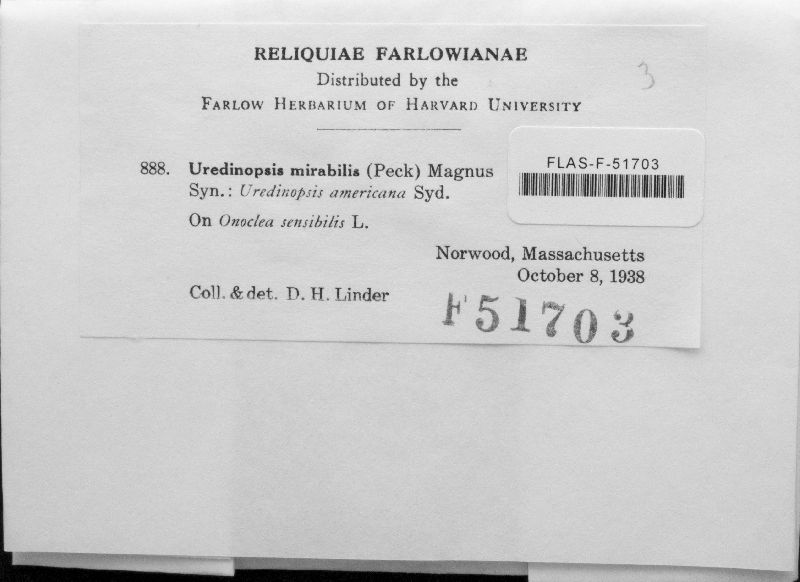 RELIQUIAE FARLOWIANAE
Distributed by the
FARLOW HERBARIUM OF HARVARD UNIVERSITY
3
888. Uredinopsis mirabilis (Peck) Magnus
Syn.: Uredinopsis americana Syd.
On Onoclea sensibilis L.
FLAS-F-51703
Norwood, Massachusetts
October 8, 1938
Coll. & det. D. H. Linder
F51703